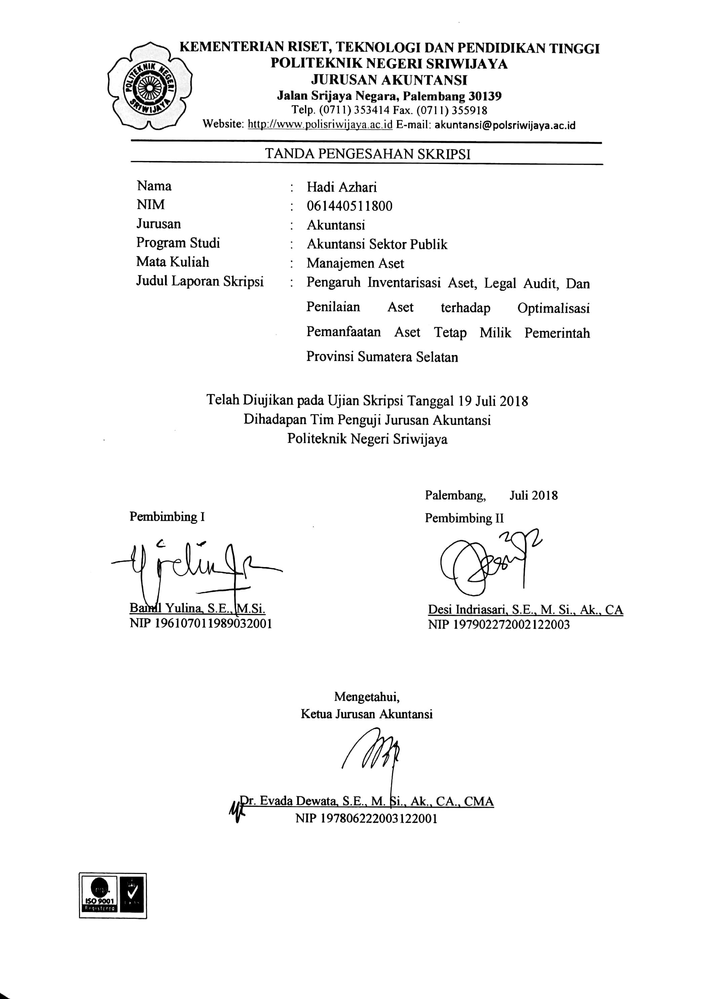 KEMENTERIAN RISET, TEKNOLOGI DAN PENDIDIKAN TINGGI
POLITEKNIK NEGERI SRIWIJAYA
JURUSAN AKUNTANSI
Jalan Srijaya Negara, Palembang 30139
Telp. (0711) 353414 Fax. (0711) 355918
Website: http://www.polisriwijaya.ac.id E-mail: akuntansi@polsriwijaya.ac.id
POLITEKNIK NEGERI
SRIWIJAYA
TANDA PENGESAHAN SKRIPSI
Nama : Hadi Azhari
NIM : 061440511800
Jurusan : Akuntansi
Program Studi : Akuntansi Sektor Publik
Mata Kuliah : Manajemen Aset
Judul Laporan Skripsi : Pengaruh Inventarisasi Aset, Legal Audit, Dan
Penilaian Aset terhadap Optimalisasi
Pemanfaatan Aset Tetap Milik Pemerintah
Provinsi Sumatera Selatan
Telah Diujikan pada Ujian Skripsi Tanggal 19 Juli 2018
Dihadapan Tim Penguji Jurusan Akuntansi
Politeknik Negeri Sriwijaya
Palembang, Juli 2018
Pembimbing I Pembimbing II
Yulina, S.E., M.Si. Desi Indriasari, S.E., M. Si., Ak., CA
NIP 196107011989032001 NIP 197902272002122003
Mengetahui,
Ketua Jurusan Akuntansi
Dr. Evada Dewata, S.E., M. Si., Ak., CA., CMA
NIP 197806222003122001
ISO 9001
Registered